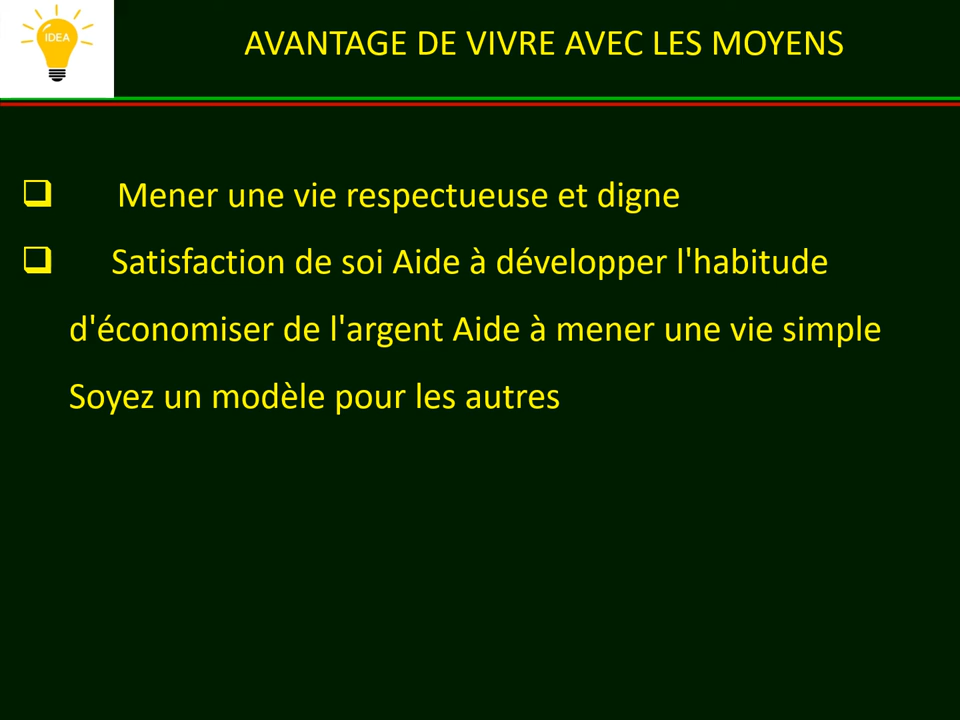 IDEA
AVANTAGE DE VIVRE AVEC LES MOYENS
Mener une vie respectueuse et digne
Satisfaction de soi Aide à développer l'habitude
d'économiser de l'argent Aide à mener une vie simple
Soyez un modèle pour les autres